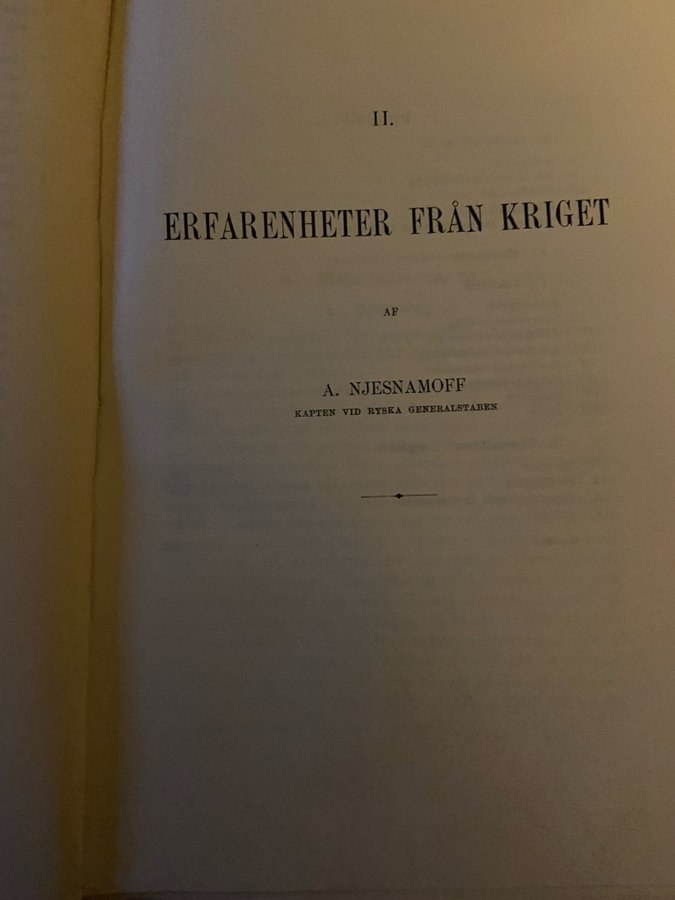 II.
ERFARENHETER FRÅN KRIGET
AF
A. NJESNAMOFF
KAPTEN VID RYSKA GENERALSTABEN